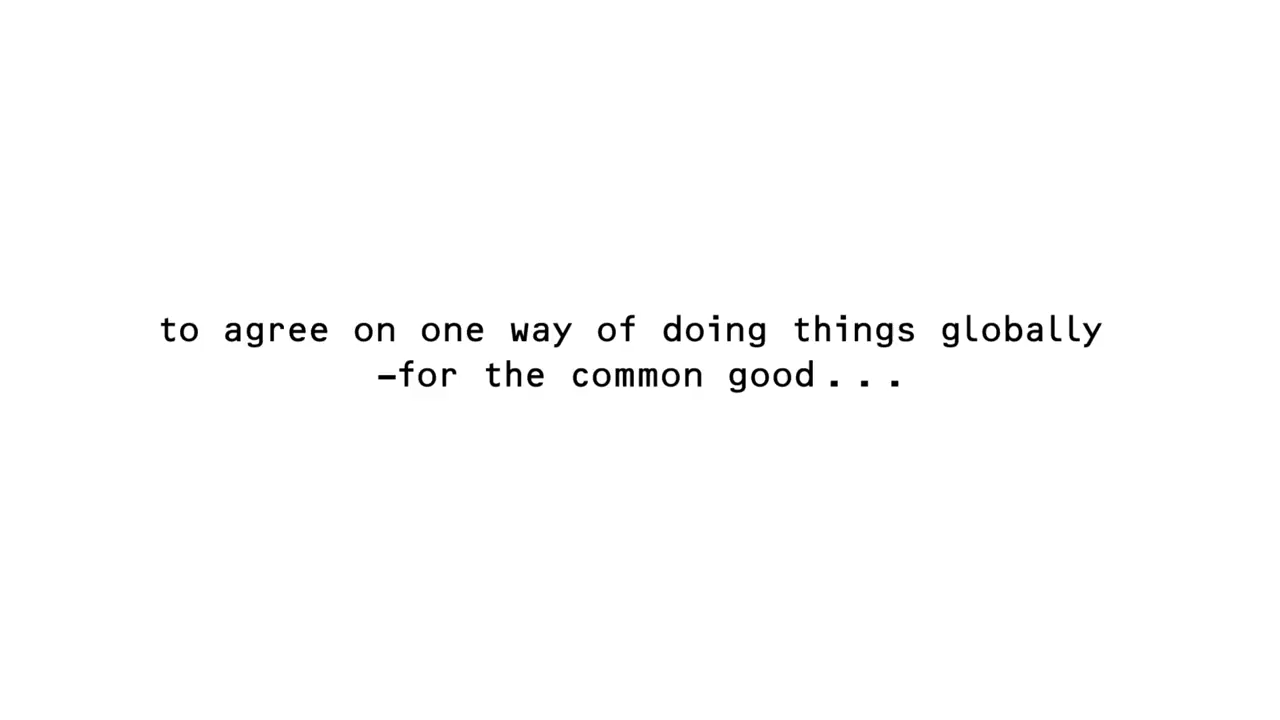 to agree on one way of doing things globally
–for the common good...